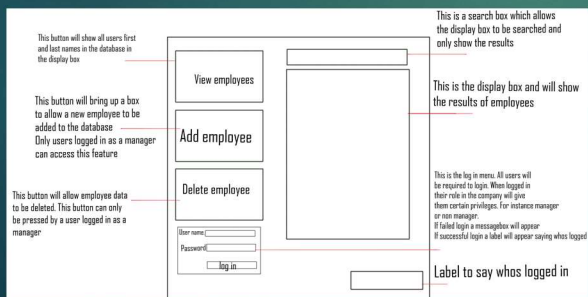 This button will show all users first
and last names in the database in
the display box
This button will bring up a box
to allow a new employee to be
added to the database
Only users logged in as a manager
can access this feature
This button will allow employee data
to be deleted. This button can only
be pressed by a user logged in as a
manager
View employees
Add employee
Delete employee
User name
Password
log in
This is a search box which allows
the display box to be searched and
only show the results
This is the display box and will show
the results of employees
This is the log in menu. All users will
be required to login. When logged in
their role in the company will give
them certain privileges. For instance manager
or non manager.
If failed login a messagebox will appear
If successful login a label will appear saying whos logged
Label to say whos logged in